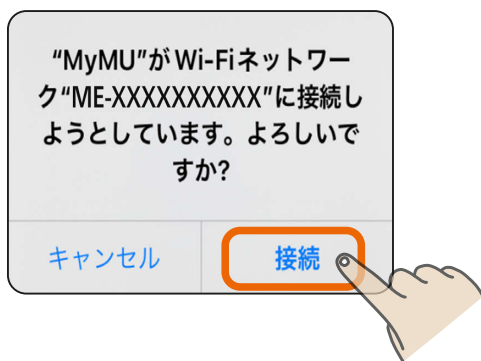 “MyMU”がWi-Fiネットワー
ク“ME-XXXXXXXXXX”に接続し
ようとしています。よろしいで
すか?
キャンセル
接続